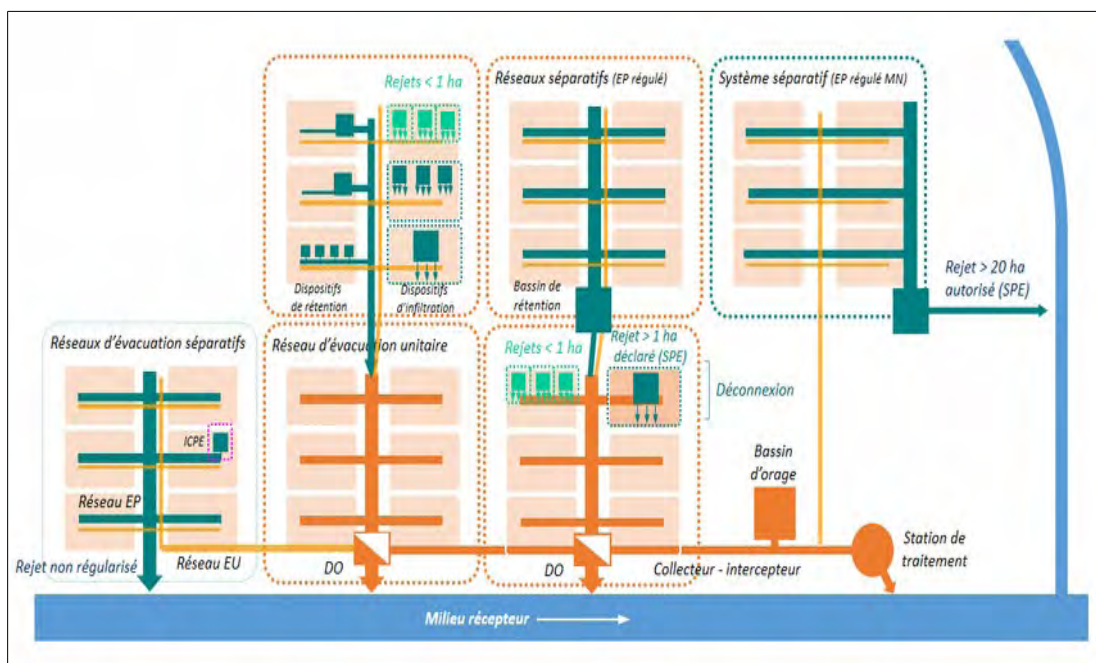 Rejets < 1 ha
Dispositifs
de rétention
Dispositifs
d'infiltration
Réseaux séparatifs (EP régulé)
Bassin de
rétention
Système séparatif (EP régulé MN)
Rejet > 20 ha
autorisé (SPE)
Réseaux d'évacuation séparatifs
ICPE
Réseau EP
Rejet non régularisé
Réseau EU
Réseau d'évacuation unitaire
DO
Rejets < 1 ha
Rejet > 1 ha
déclaré (SPE)
Déconnexion
DO
Bassin
d'orage
Collecteur - intercepteur
Station de
traitement
Milieu récepteur